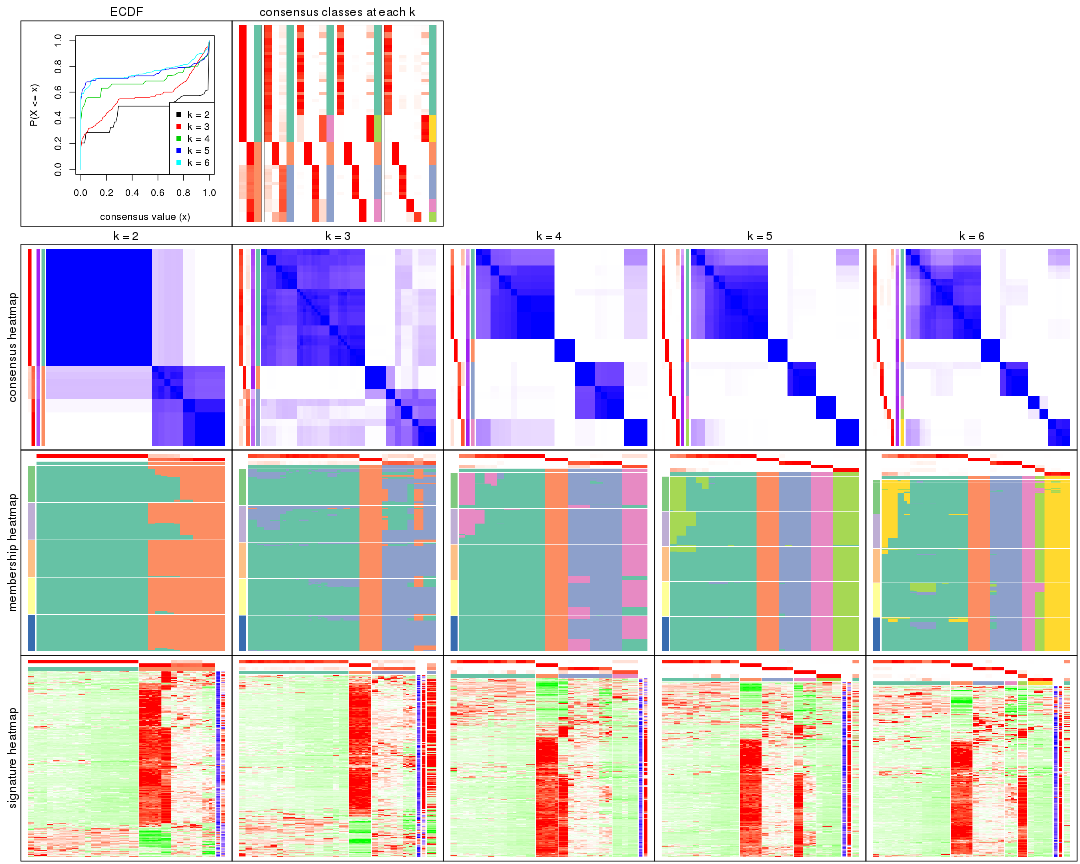 ECDF
consensus classes at each k
P(X <= x)
0.0 0.2 0.4 0.6 0.8 1.0
k = 2
k = 3
k = 4
k = 5
k = 6
0.0 0.2 0.4 0.6 0.8 1.0
consensus value (x)
k = 2
k = 3
k = 4
k = 5
k = 6
consensus heatmap
membership heatmap
signature heatmap